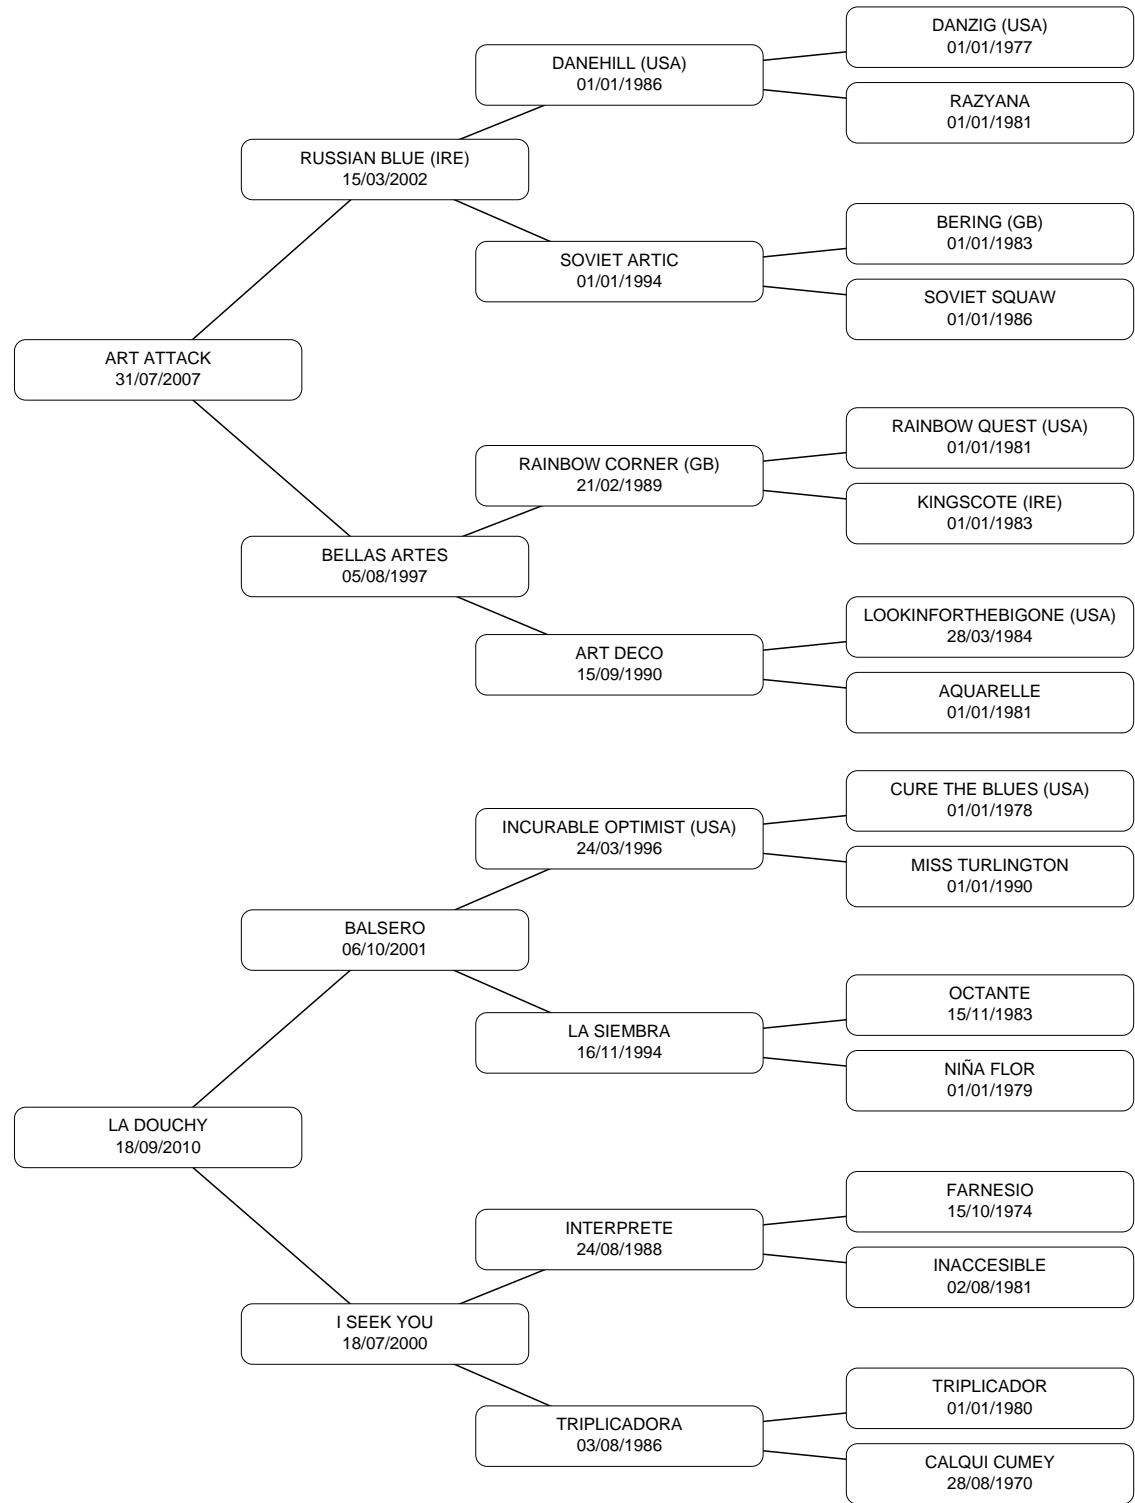 DANZIG (USA)
01/01/1977
DANEHILL (USA)
01/01/1986
RAZYANA
01/01/1981
RUSSIAN BLUE (IRE)
15/03/2002
BERING (GB)
01/01/1983
SOVIET ARTIC
01/01/1994
SOVIET SQUAW
01/01/1986
ART ATTACK
31/07/2007
RAINBOW QUEST (USA)
01/01/1981
RAINBOW CORNER (GB)
21/02/1989
KINGSCOTE (IRE)
01/01/1983
BELLAS ARTES
05/08/1997
LOOKINFORTHEBIGONE (USA)
28/03/1984
ART DECO
15/09/1990
AQUARELLE
01/01/1981
CURE THE BLUES (USA)
01/01/1978
INCURABLE OPTIMIST (USA)
24/03/1996
MISS TURLINGTON
01/01/1990
BALSERO
06/10/2001
OCTANTE
15/11/1983
LA SIEMBRA
16/11/1994
NIÑA FLOR
01/01/1979
LA DOUCHY
18/09/2010
FARNESIO
15/10/1974
INTERPRETE
24/08/1988
INACCESIBLE
02/08/1981
I SEEK YOU
18/07/2000
TRIPLICADOR
01/01/1980
TRIPLICADORA
03/08/1986
CALQUI CUMEY
28/08/1970